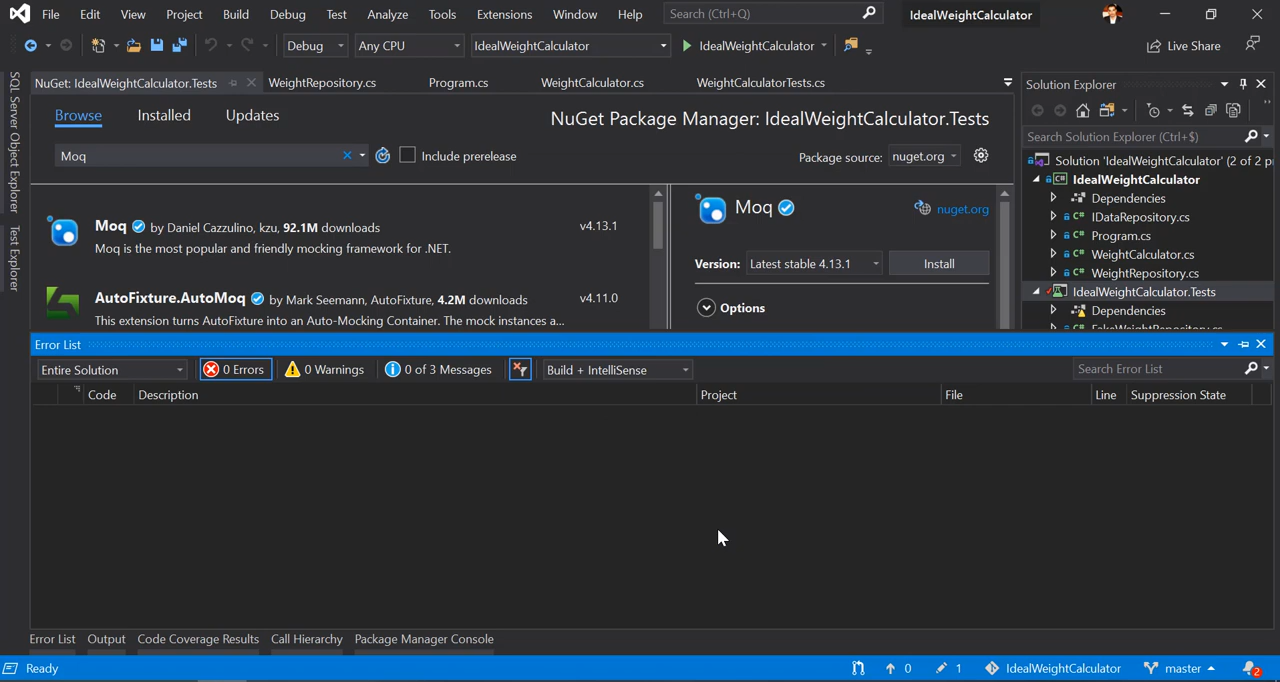 File Edit View Project Build Debug Test Analyze Tools Extensions Window Help Search (Ctrl+Q) IdealWeightCalculator
Debug Any CPU IdealWeightCalculator IdealWeightCalculator Live Share
SQL Server Object Explorer
Test Explorer
NuGet: IdealWeightCalculator.Tests WeightRepository.cs Program.cs WeightCalculator.cs WeightCalculatorTests.cs
Browse Installed Updates
NuGet Package Manager: IdealWeightCalculator.Tests
Moq Include prerelease Package source: nuget.org
Moq by Daniel Cazzulino, kzu, 92.1M downloads v4.13.1
Moq is the most popular and friendly mocking framework for .NET.
AutoFixture.AutoMoq by Mark Seemann, AutoFixture, 4.2M downloads v4.11.0
This extension turns AutoFixture into an Auto-Mocking Container. The mock instances a...
Moq nuget.org
Version: Latest stable 4.13.1 Install
Options
Solution Explorer
Search Solution Explorer (Ctrl+$)
Solution 'IdealWeightCalculator' (2 of 2 p
C# IdealWeightCalculator
Dependencies
C# IDataRepository.cs
C# Program.cs
C# WeightCalculator.cs
C# WeightRepository.cs
IdealWeightCalculator.Tests
Dependencies
C# FakeWeightRepository.cs
Error List
Entire Solution 0 Errors 0 Warnings 0 of 3 Messages Build + IntelliSense Search Error List
Code Description Project File Line Suppression State
Error List Output Code Coverage Results Call Hierarchy Package Manager Console
Ready 0 1 IdealWeightCalculator master 2